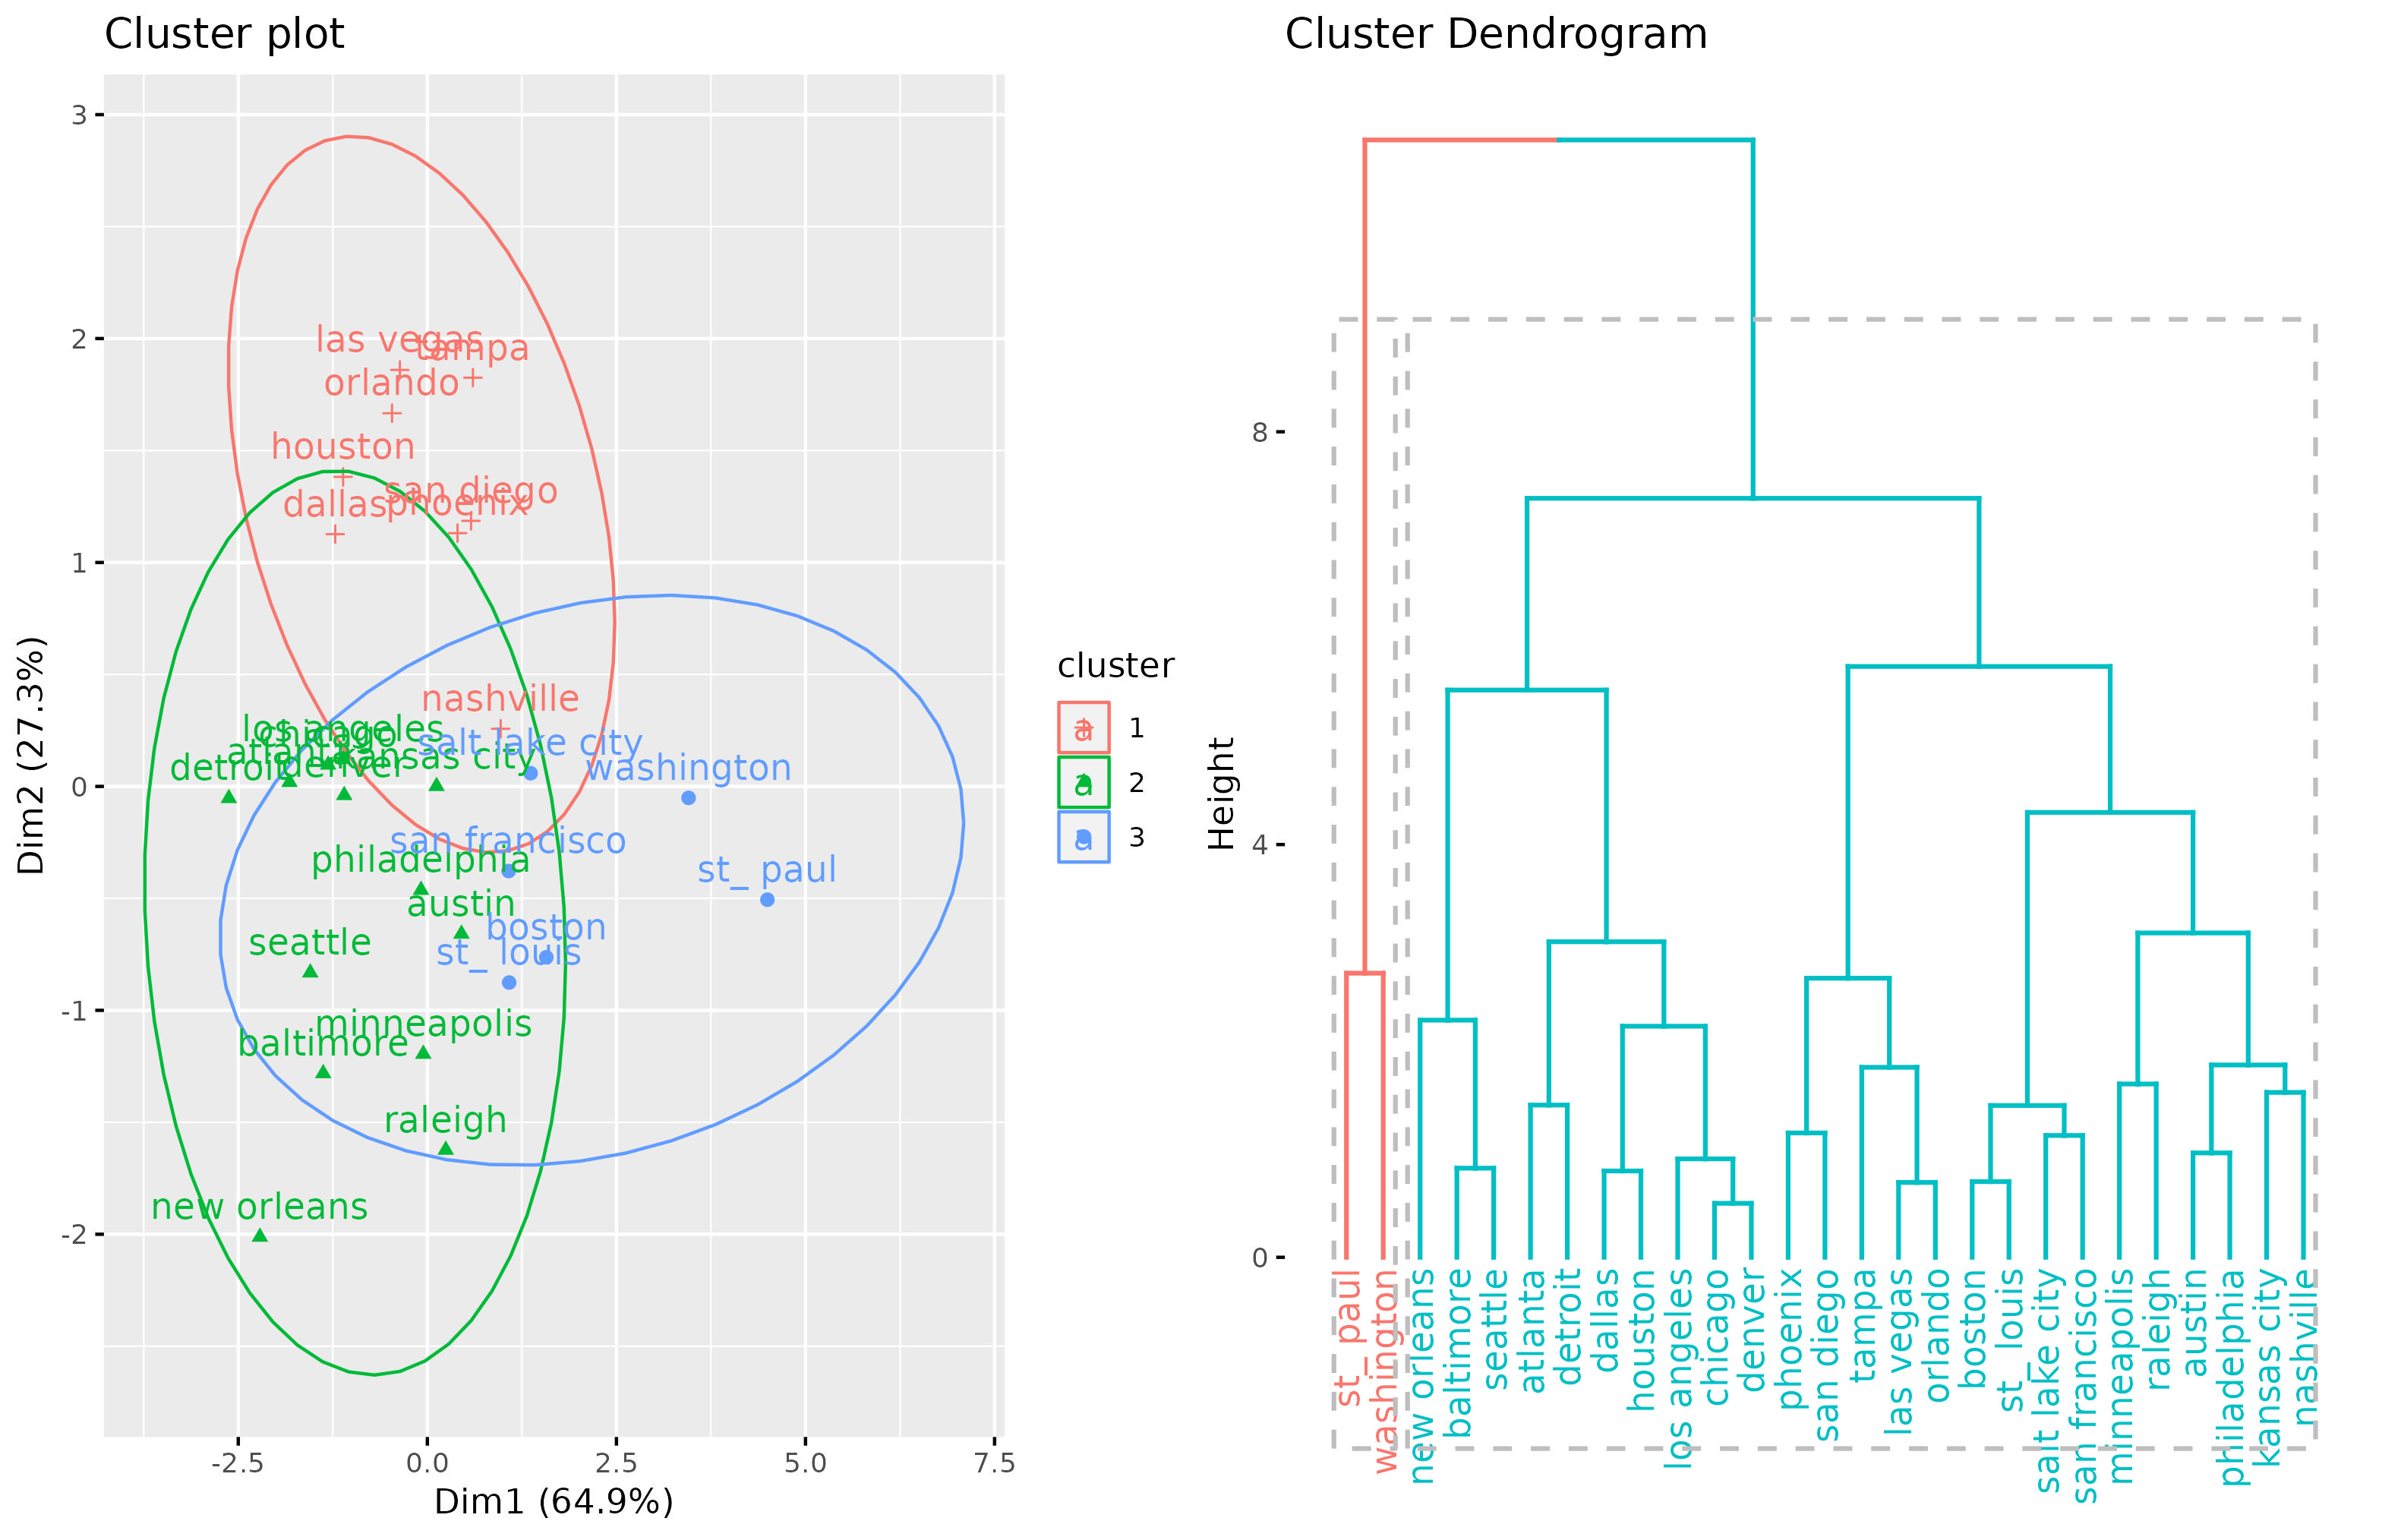 Cluster plot
3
2
1
0
-1
-2
Dim2 (27.3%)
las vegas
tampa
orlando
houston
san diego
dallas
phoenix
nashville
los angeles
chicago
salt lake city
atlanta
kansas city
detroit
denver
washington
san francisco
philadelphia
st_ paul
austin
boston
seattle
st_ louis
minneapolis
baltimore
raleigh
new orleans
-2.5
0.0
2.5
5.0
7.5
Dim1 (64.9%)
cluster
a
1
a
2
a
3
Cluster Dendrogram
Height
8
4
0
st_ paul
washington
new orleans
baltimore
seattle
atlanta
detroit
dallas
houston
los angeles
chicago
denver
phoenix
san diego
tampa
las vegas
orlando
boston
st_ louis
salt lake city
san francisco
minneapolis
raleigh
austin
philadelphia
kansas city
nashville